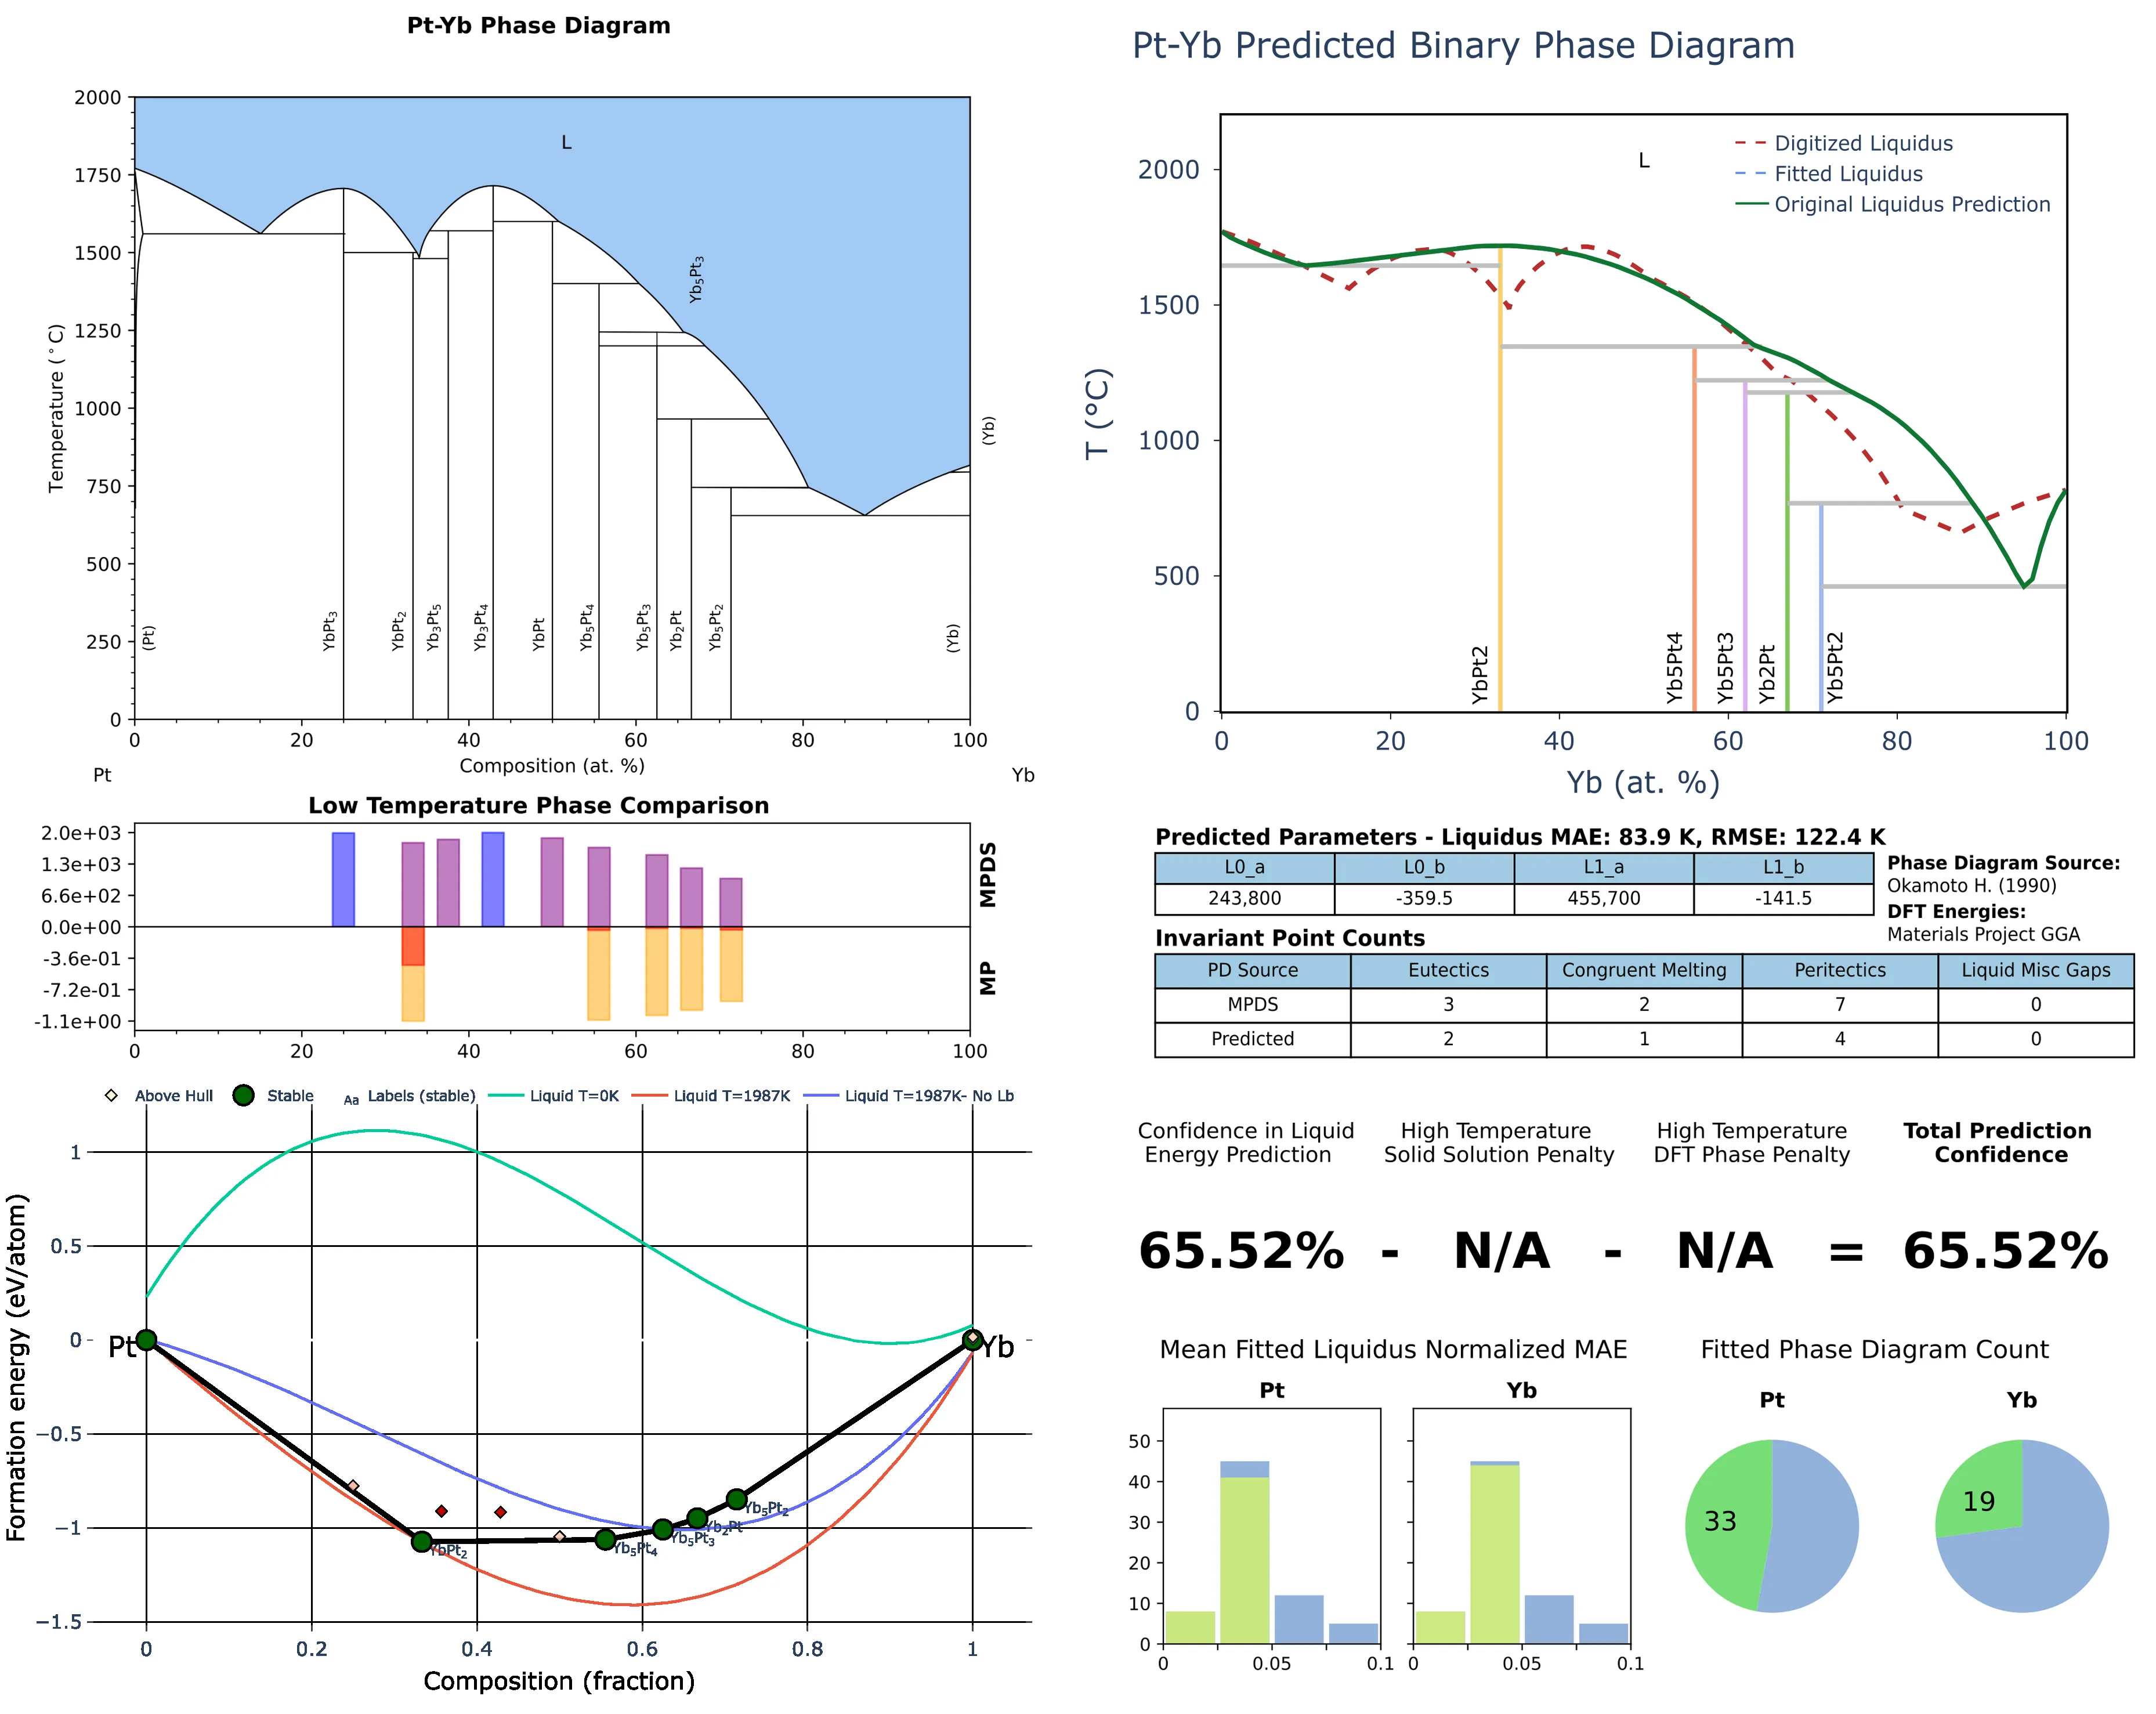 Pt-Yb Phase Diagram
2000
1750
1500
1250
1000
750
500
250
0
Temperature (°C)
L
Yb5Pt3
(Yb)
(Pt)
YbPt3
YbPt2
Yb3Pt5
Yb3Pt4
YbPt
Yb5Pt4
Yb5Pt3
Yb2Pt
Yb5Pt2
(Yb)
0 20 40 60 80 100
Composition (at. %)
Pt Yb
Low Temperature Phase Comparison
2.0e+03
1.3e+03
6.6e+02
0.0e+00
-3.6e-01
-7.2e-01
-1.1e+00
MPDS
MP
0 20 40 60 80 100
Above Hull Stable Aa Labels (stable) Liquid T=0K Liquid T=1987K Liquid T=1987K- No Lb
1
0.5
0
−0.5
−1
−1.5
Formation energy (eV/atom)
Pt
Yb
YbPt2
Yb5Pt4
Yb5Pt3
Yb2Pt
Yb5Pt2
0 0.2 0.4 0.6 0.8 1
Composition (fraction)
Pt-Yb Predicted Binary Phase Diagram
2000
1500
1000
500
0
T (°C)
L
Digitized Liquidus
Fitted Liquidus
Original Liquidus Prediction
YbPt2
Yb5Pt4
Yb5Pt3
Yb2Pt
Yb5Pt2
0 20 40 60 80 100
Yb (at. %)
Predicted Parameters - Liquidus MAE: 83.9 K, RMSE: 122.4 K
L0_a L0_b L1_a L1_b
243,800 -359.5 455,700 -141.5
Phase Diagram Source:
Okamoto H. (1990)
DFT Energies:
Materials Project GGA
Invariant Point Counts
PD Source Eutectics Congruent Melting Peritectics Liquid Misc Gaps
MPDS 3 2 7 0
Predicted 2 1 4 0
Confidence in Liquid Energy Prediction
High Temperature Solid Solution Penalty
High Temperature DFT Phase Penalty
Total Prediction Confidence
65.52% - N/A - N/A = 65.52%
Mean Fitted Liquidus Normalized MAE
Pt
Yb
50
40
30
20
10
0
0 0.05 0.1
0 0.05 0.1
Fitted Phase Diagram Count
Pt
Yb
33
19